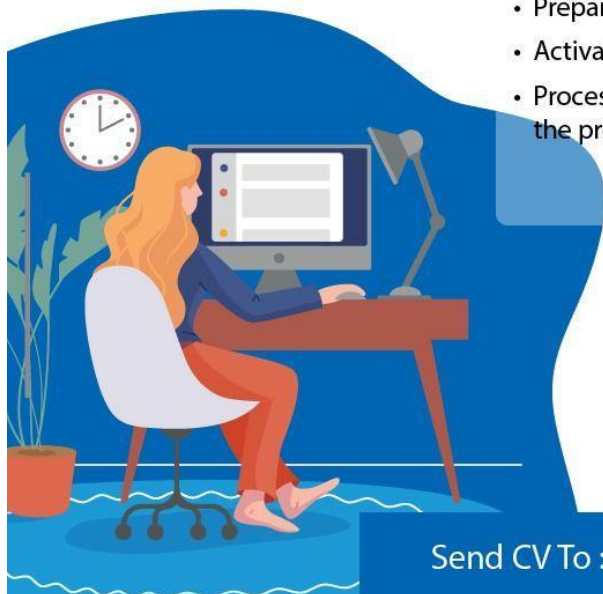 • Prepar
• Activa
• Proces
the pr
Send CV To :